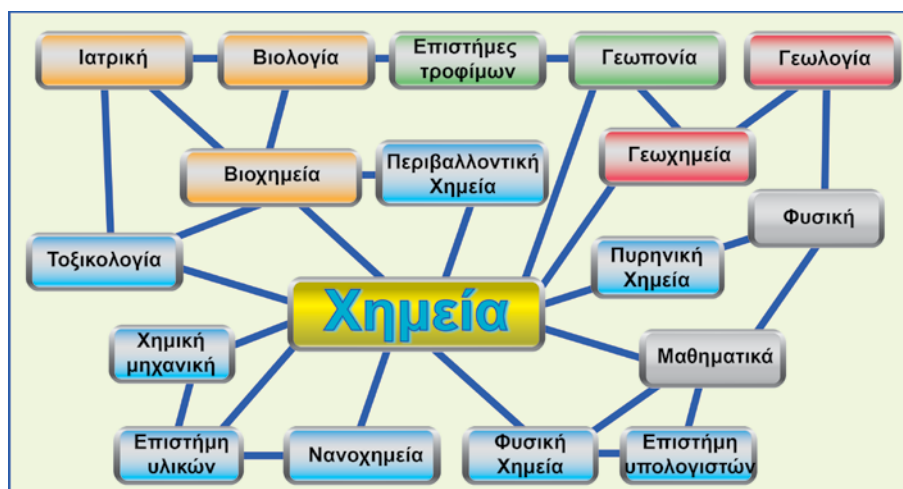 Ιατρική
Βιολογία
Επιστήμες
τροφίμων
Γεωπονία
Γεωλογία
Βιοχημεία
Περιβαλλοντική
Χημεία
Γεωχημεία
Φυσική
Τοξικολογία
Πυρηνική
Χημεία
Χημεία
Χημική
μηχανική
Μαθηματικά
Επιστήμη
υλικών
Νανοχημεία
Φυσική
Χημεία
Επιστήμη
υπολογιστών